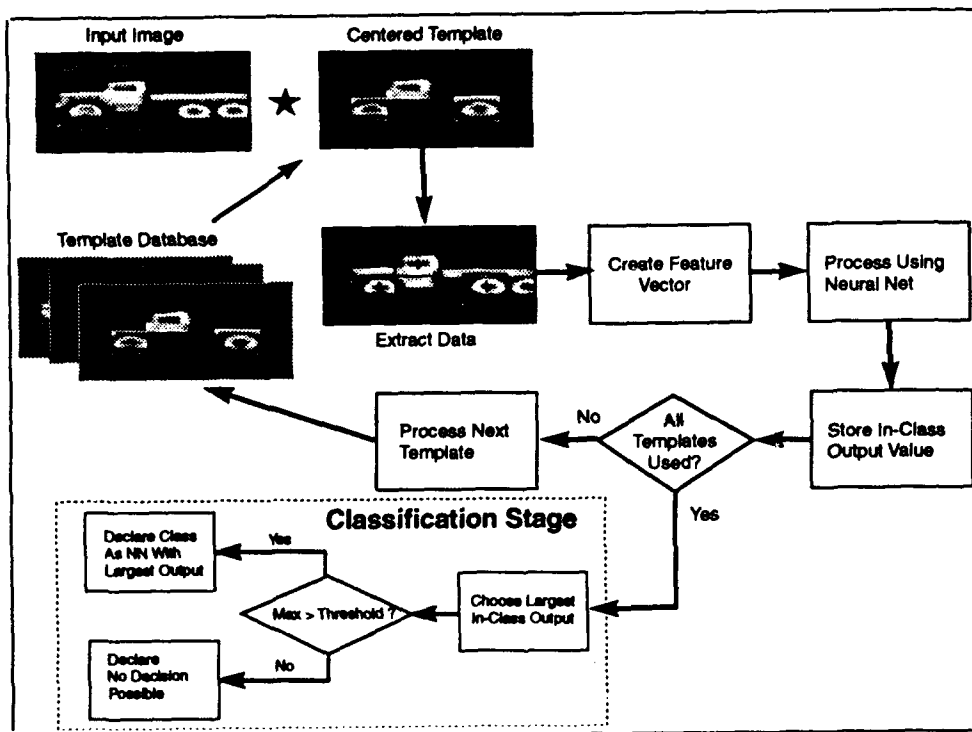 Input Image
Centered Template
Template Database
Extract Data
Create Feature
Vector
Process Using
Neural Net
Store In-Class
Output Value
All
Templates
Used?
No
Process Next
Template
Yes
Classification Stage
Choose Largest
In-Class Output
Max > Threshold ?
Yes
Declare Class
As NN With
Largest Output
No
Declare
No Decision
Possible